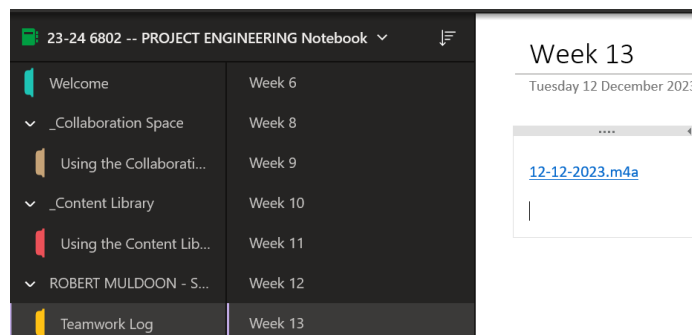 23-24 6802 -- PROJECT ENGINEERING Notebook
Welcome
_Collaboration Space
Using the Collaborati...
_Content Library
Using the Content Lib...
ROBERT MULDOON - S...
Teamwork Log
Week 6
Week 8
Week 9
Week 10
Week 11
Week 12
Week 13
Week 13
Tuesday 12 December 2023
12-12-2023.m4a